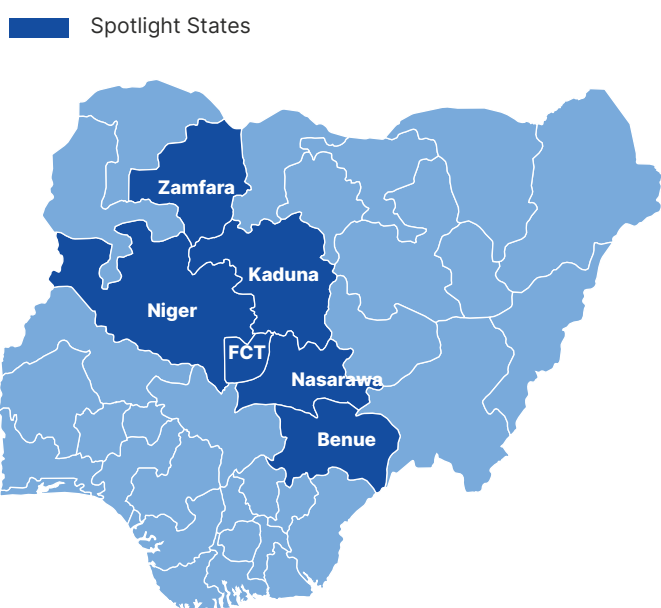 Spotlight States
Zamfara
Kaduna
Niger
FCT
Nasarawa
Benue